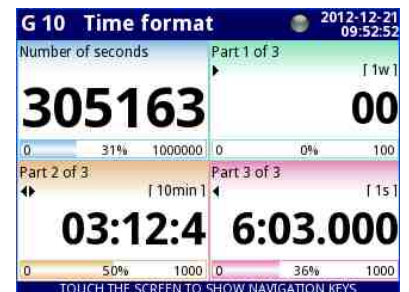 G 10 Time format 2012-12-21
09:52:52
Number of seconds
305163
0 31% 1000000
Part 1 of 3
[ 1w ]
00
0 0% 100
Part 2 of 3
[ 10min ]
03:12:4
0 50% 1000
Part 3 of 3
[ 1s ]
6:03.000
0 36% 1000
TOUCH THE SCREEN TO SHOW NAVIGATION KEYS